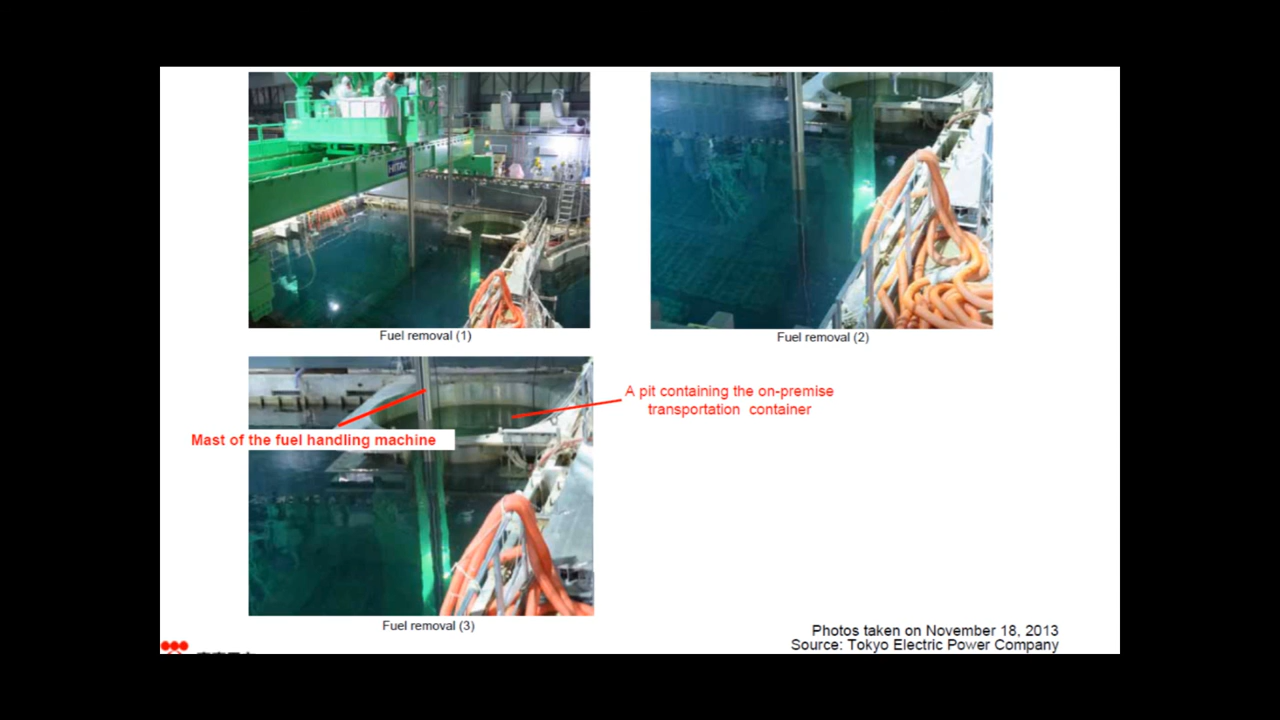 Fuel removal (1)
Fuel removal (2)
A pit containing the on-premise
transportation container
Mast of the fuel handling machine
Fuel removal (3)
Photos taken on November 18, 2013
Source: Tokyo Electric Power Company